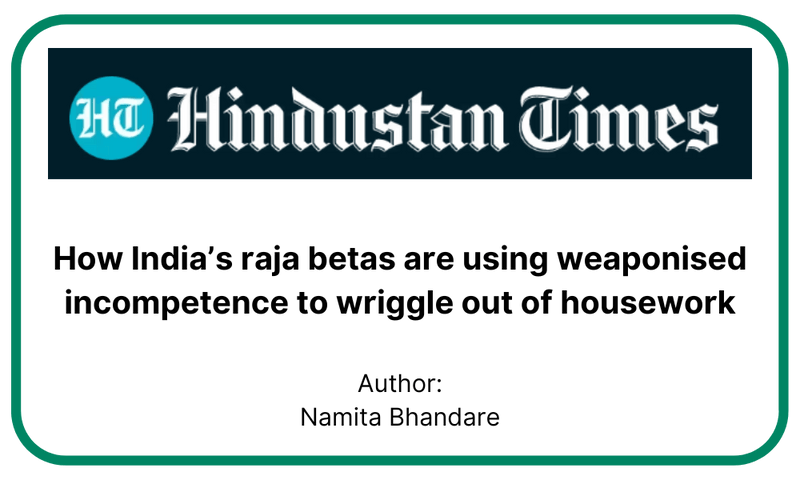 HT Hindustan Times
How India’s raja betas are using weaponised
incompetence to wriggle out of housework
Author:
Namita Bhandare